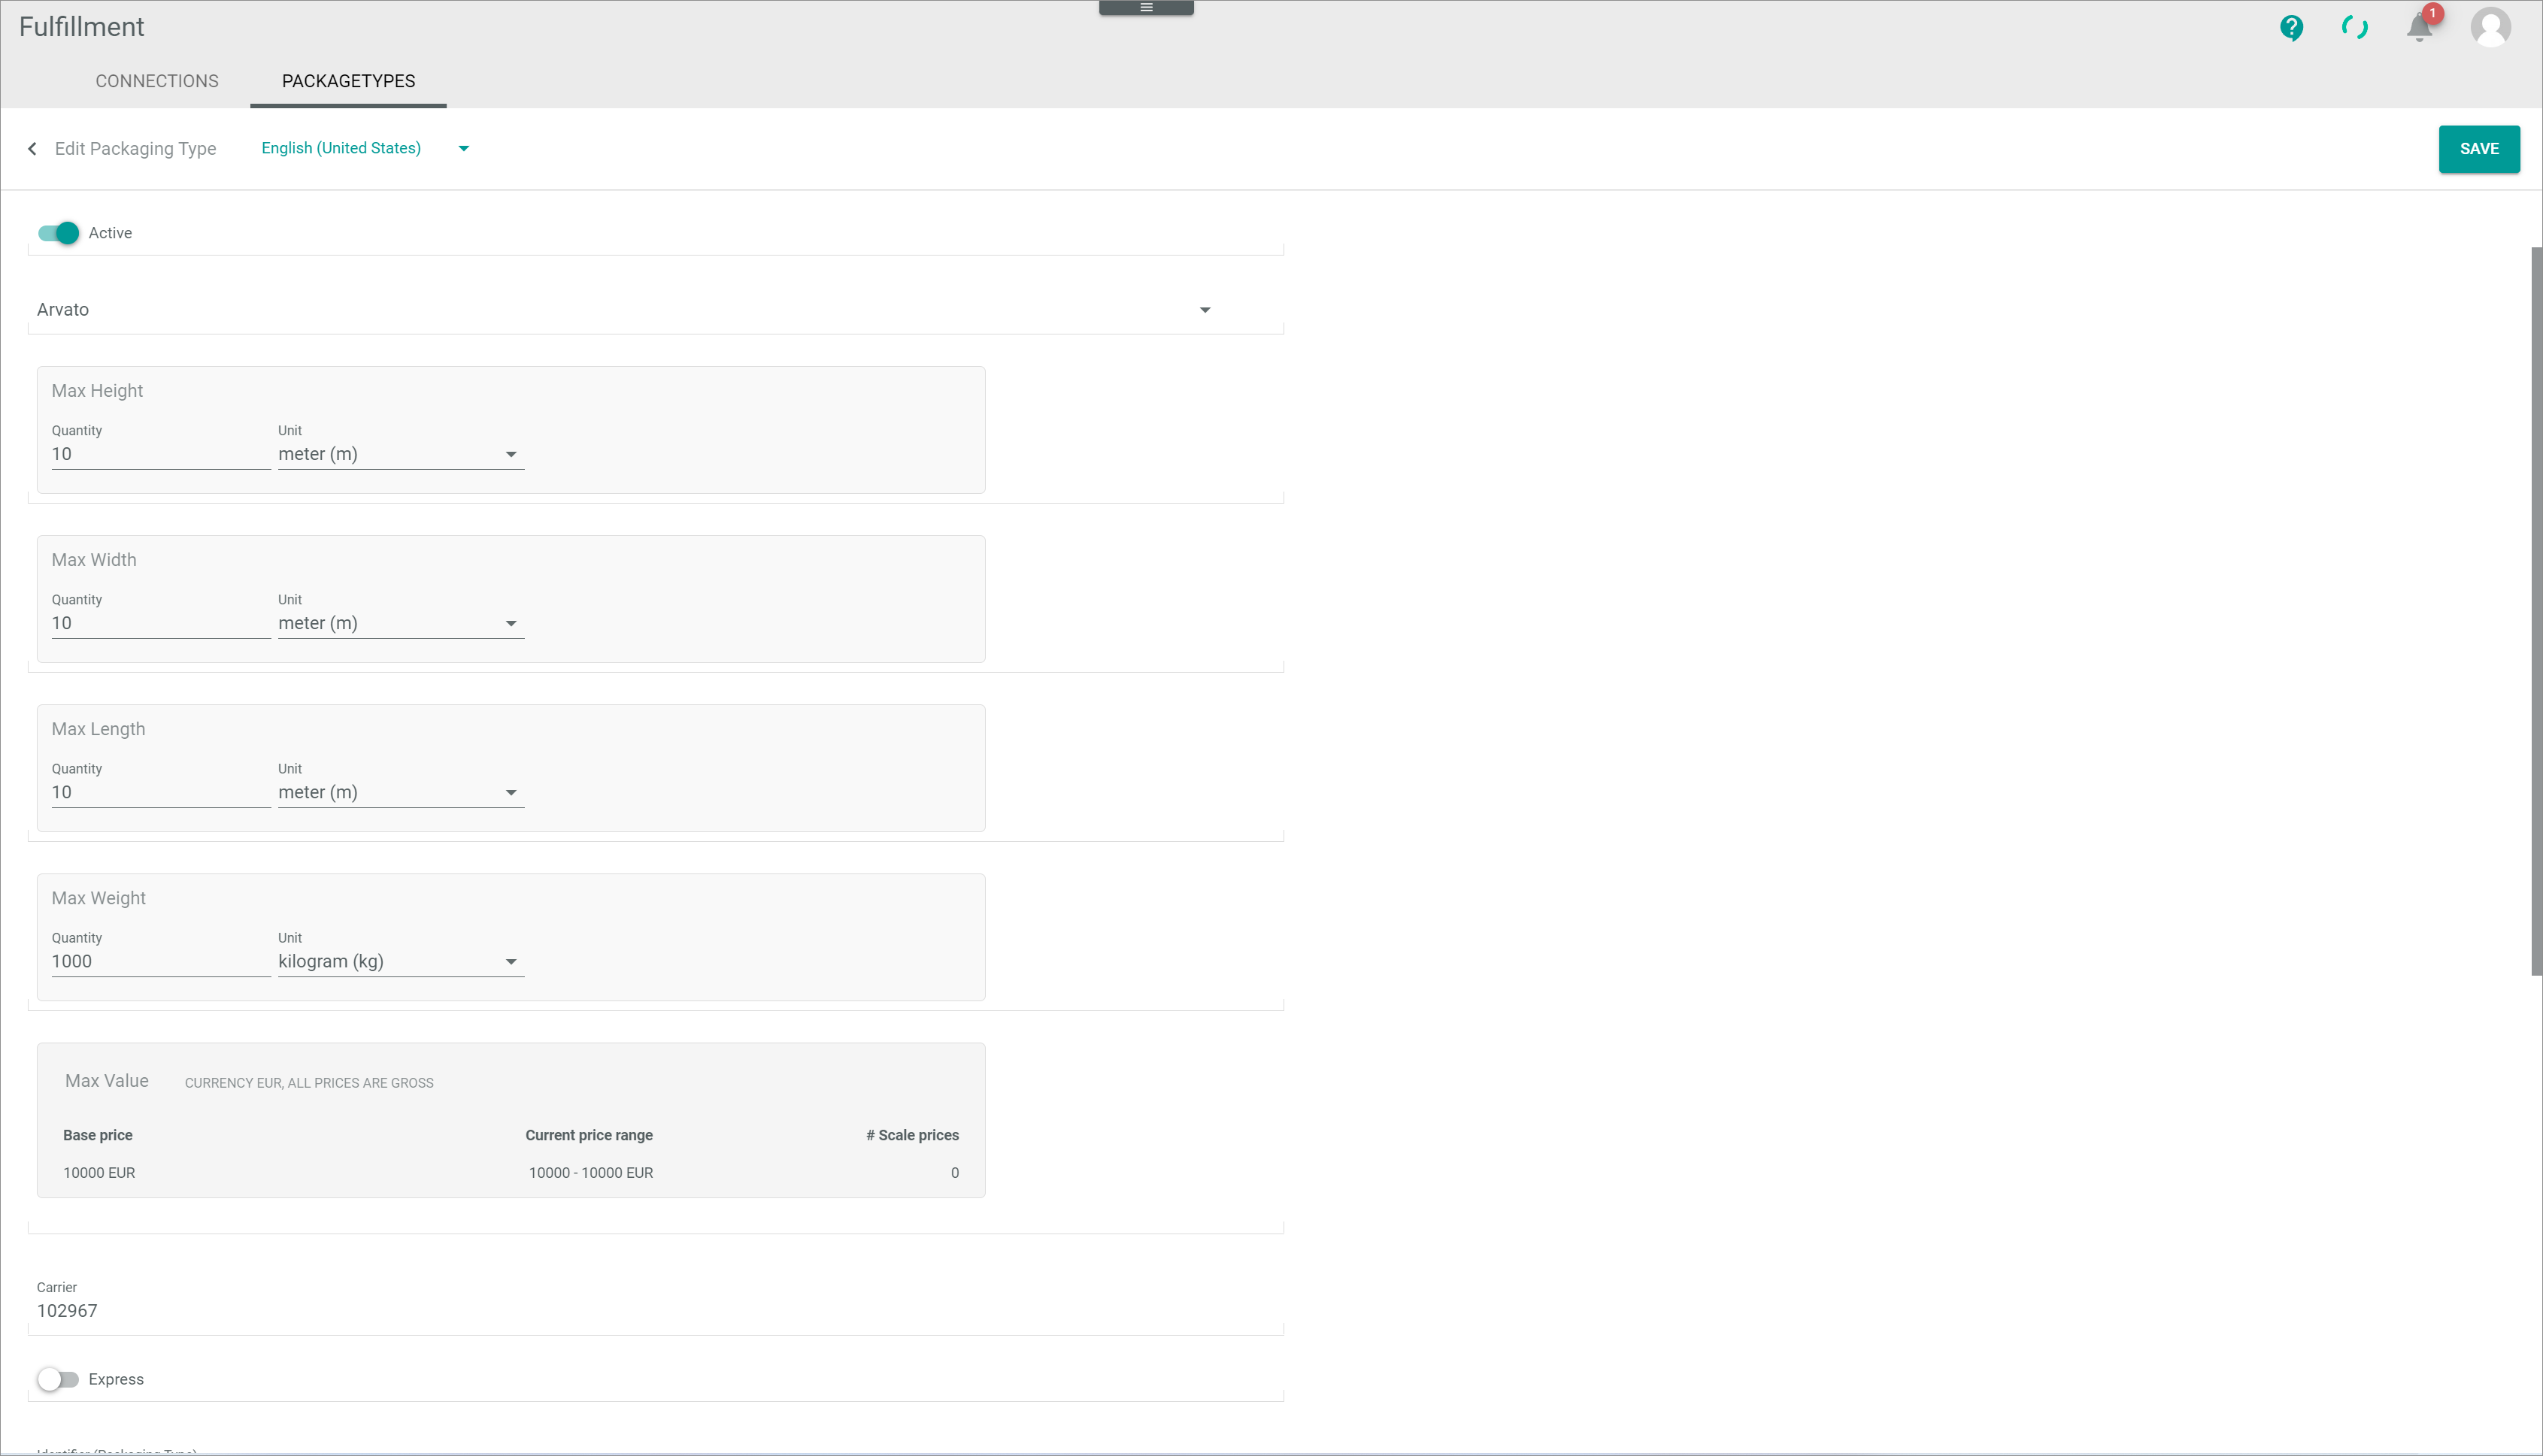 Fulfillment
1
CONNECTIONS PACKAGETYPES
Edit Packaging Type English (United States) SAVE
Active
Arvato
Max Height
Quantity Unit
10 meter (m)
Max Width
Quantity Unit
10 meter (m)
Max Length
Quantity Unit
10 meter (m)
Max Weight
Quantity Unit
1000 kilogram (kg)
Max Value CURRENCY EUR, ALL PRICES ARE GROSS
Base price Current price range # Scale prices
10000 EUR 10000 - 10000 EUR 0
Carrier
102967
Express
Identifier (Packaging Type)